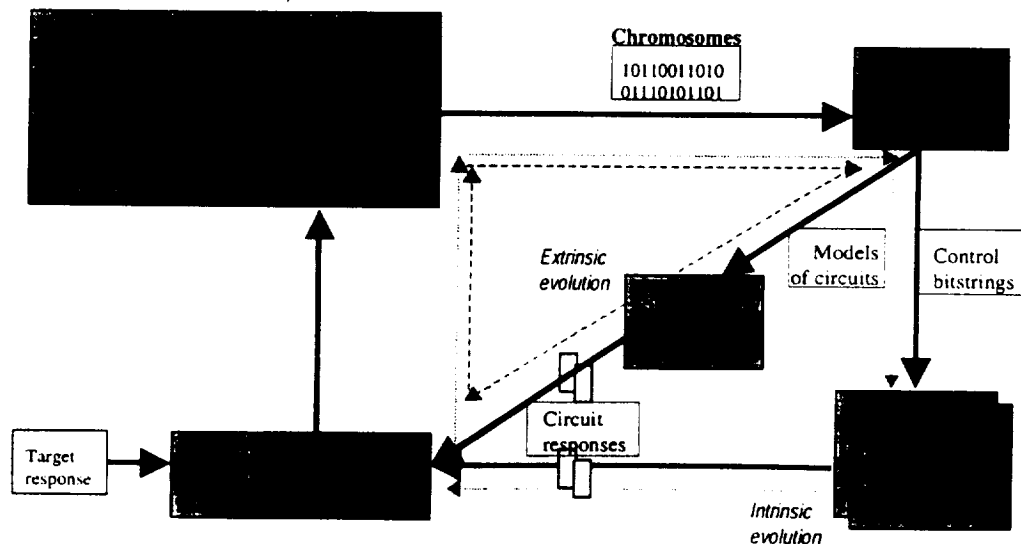 Chromosomes
10110011010
01110101101
Extrinsic
evolution
Models
of circuits
Control
bitstrings
Circuit
responses
Target
response
Intrinsic
evolution